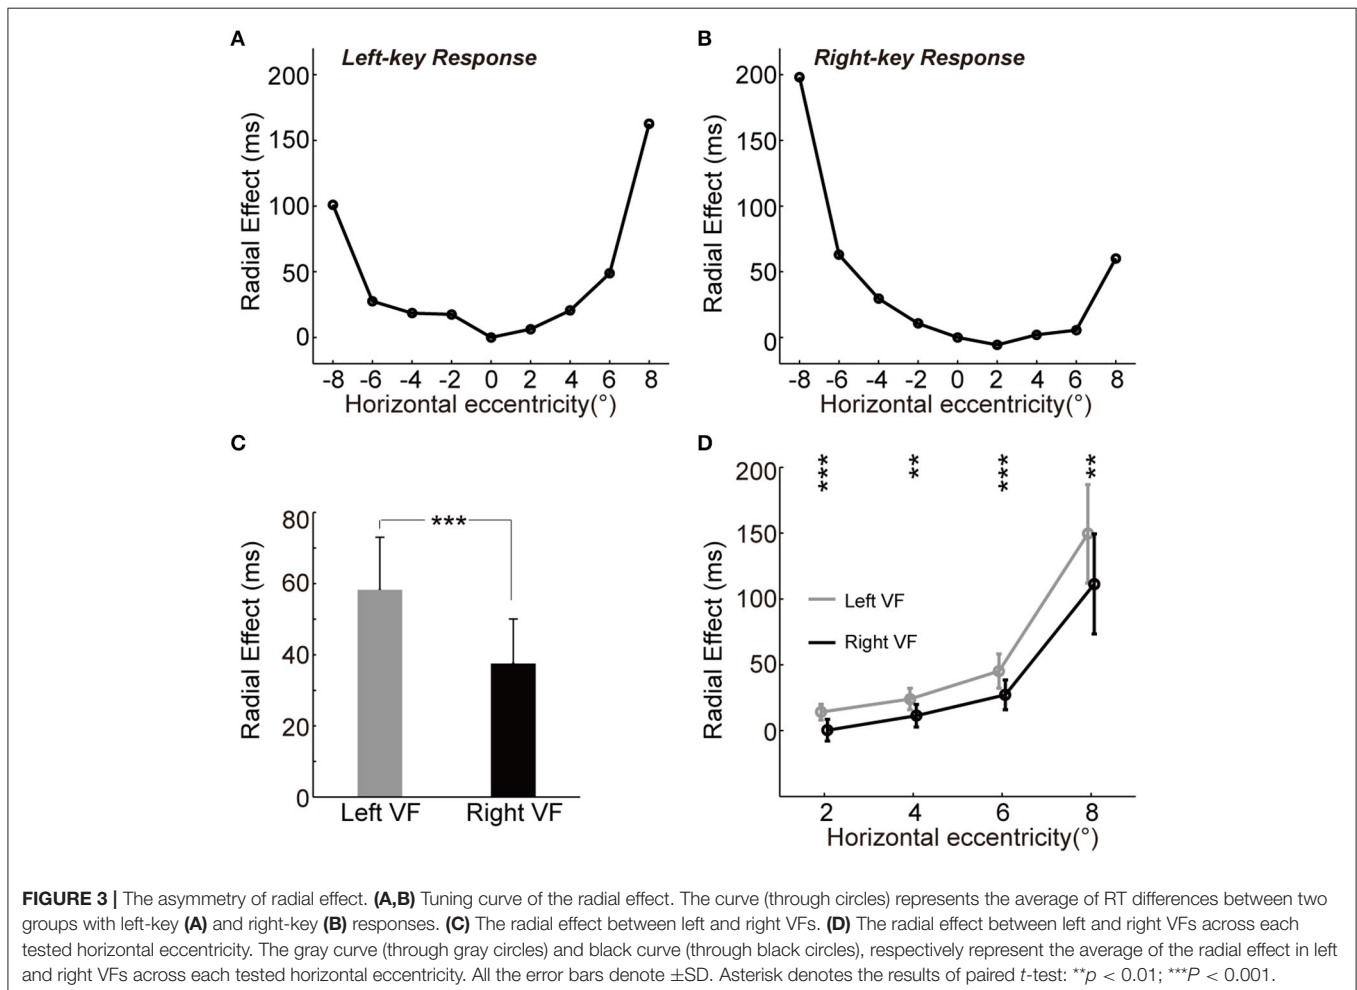 A
Left-key Response
Radial Effect (ms)
200
150
100
50
0
-8 -6 -4 -2 0 2 4 6 8
Horizontal eccentricity(°)
B
Right-key Response
Radial Effect (ms)
200
150
100
50
0
-8 -6 -4 -2 0 2 4 6 8
Horizontal eccentricity(°)
C
Radial Effect (ms)
80
60
40
20
0
***
Left VF Right VF
D
Radial Effect (ms)
200
150
100
50
0
*** ** *** **
Left VF
Right VF
2 4 6 8
Horizontal eccentricity(°)
FIGURE 3 | The asymmetry of radial effect. (A,B) Tuning curve of the radial effect. The curve (through circles) represents the average of RT differences between two
groups with left-key (A) and right-key (B) responses. (C) The radial effect between left and right VFs. (D) The radial effect between left and right VFs across each
tested horizontal eccentricity. The gray curve (through gray circles) and black curve (through black circles), respectively represent the average of the radial effect in left
and right VFs across each tested horizontal eccentricity. All the error bars denote ±SD. Asterisk denotes the results of paired t-test: **p < 0.01; ***P < 0.001.